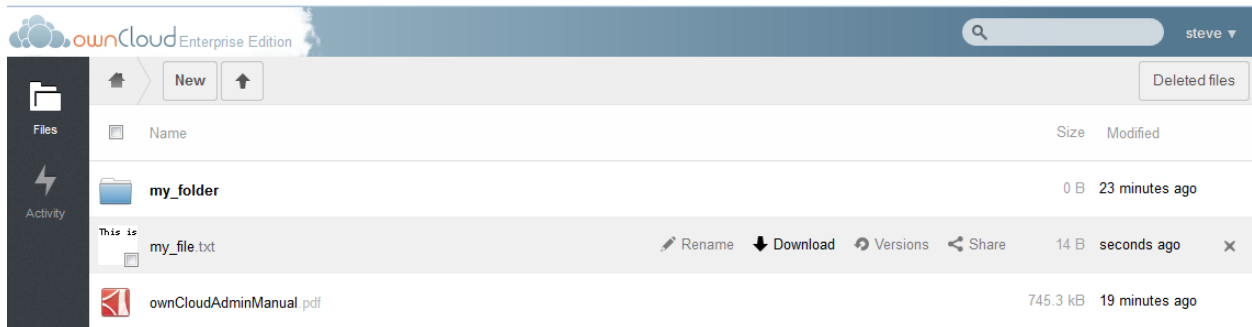 ownCloud Enterprise Edition
steve ▾
New
Deleted files
Files
Name Size Modified
my_folder 0 B 23 minutes ago
Activity
This is
my_file.txt Rename Download Versions Share 14 B seconds ago ×
ownCloudAdminManual.pdf 745.3 kB 19 minutes ago